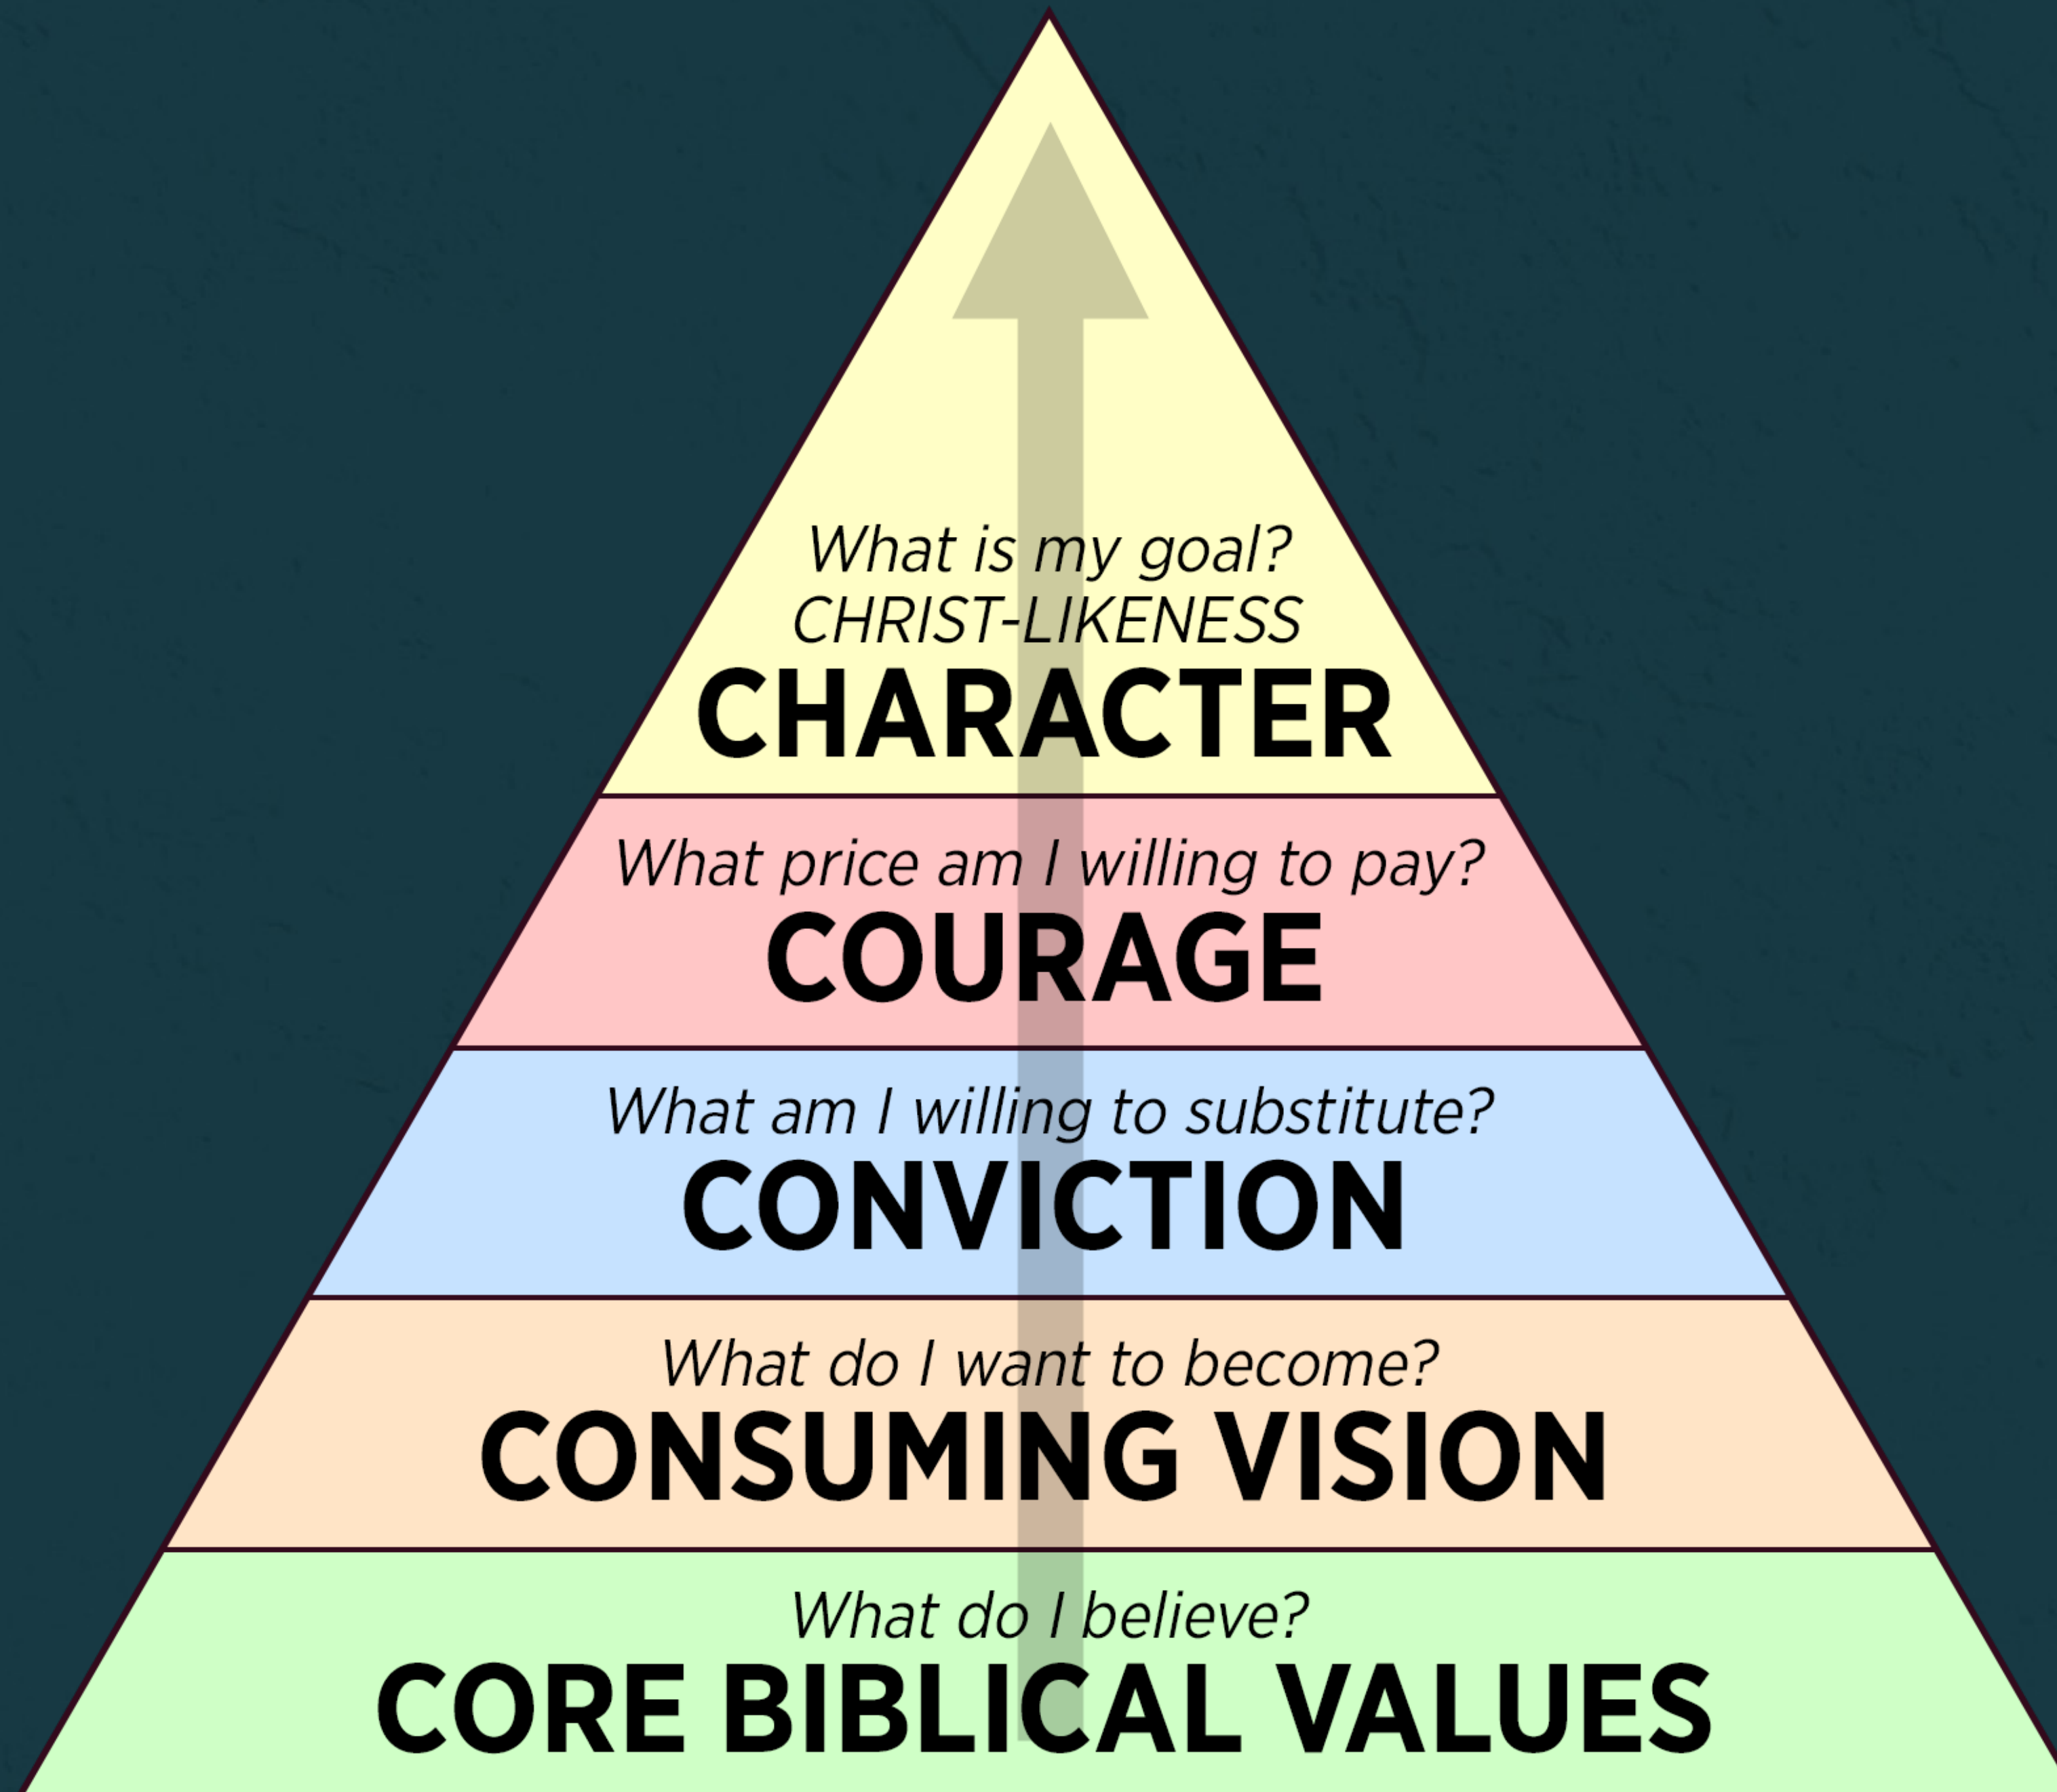 What is my goal?
CHRIST-LIKENESS
CHARACTER
What price am I willing to pay?
COURAGE
What am I willing to substitute?
CONVICTION
What do I want to become?
CONSUMING VISION
What do I believe?
CORE BIBLICAL VALUES